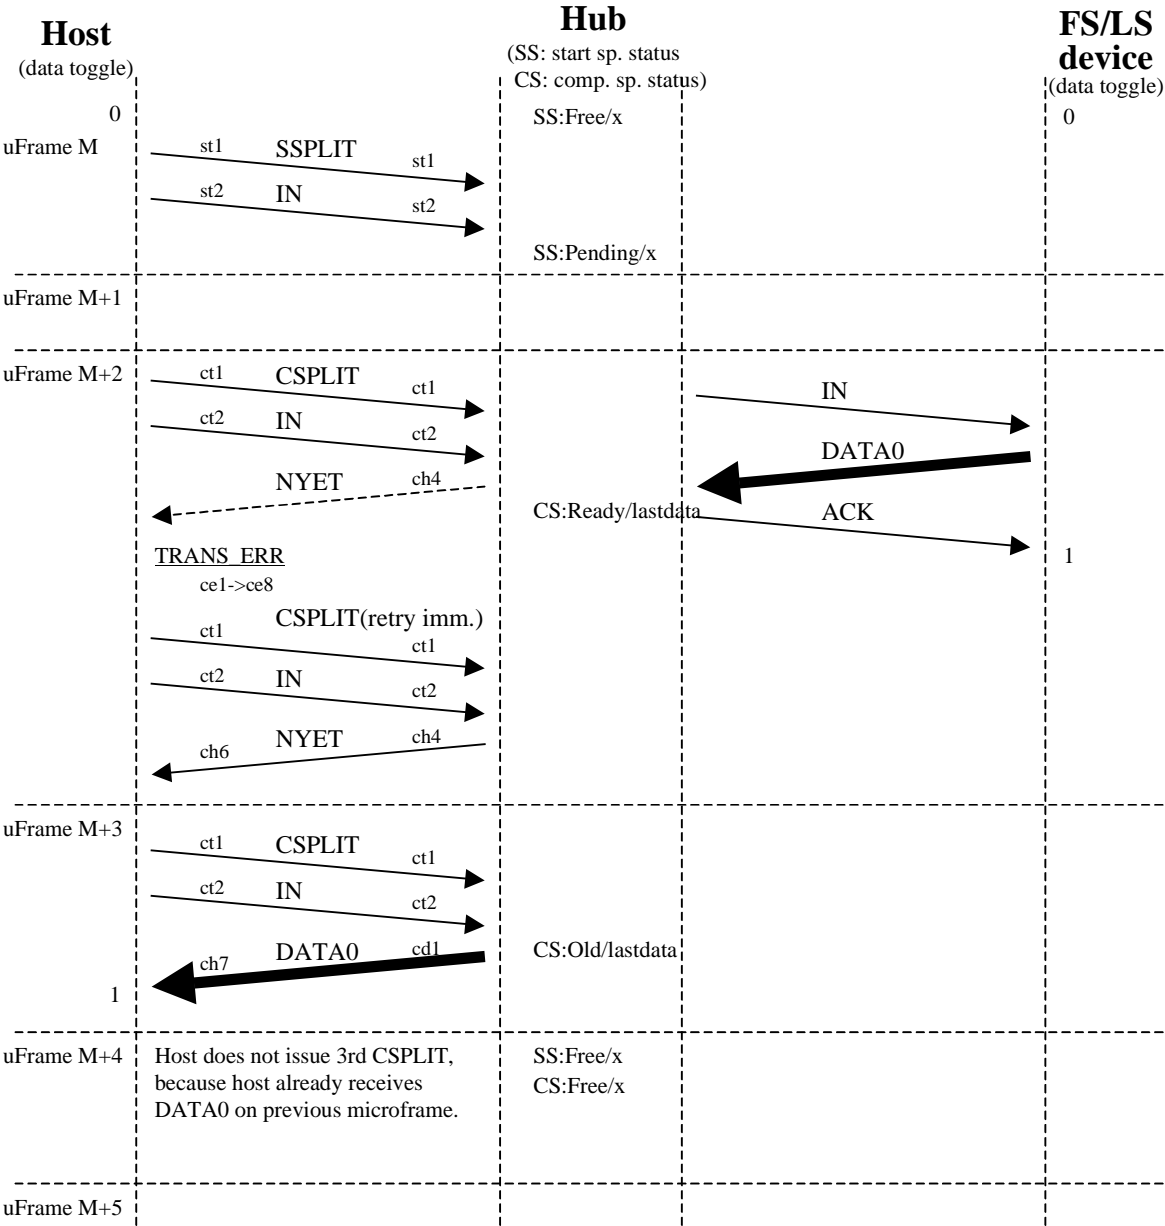 Host
(data toggle)
Hub
(SS: start sp. status
CS: comp. sp. status)
FS/LS
device
(data toggle)
0
SS:Free/x
0
uFrame M
st1 SSPLIT st1
st2 IN st2
SS:Pending/x
uFrame M+1
uFrame M+2
ct1 CSPLIT ct1
IN
ct2 IN ct2
DATA0
NYET ch4
CS:Ready/lastdata
ACK
TRANS_ERR
1
ce1->ce8
CSPLIT(retry imm.)
ct1 ct1
ct2 IN ct2
ch6 NYET ch4
uFrame M+3
ct1 CSPLIT ct1
ct2 IN ct2
ch7 DATA0 cd1
CS:Old/lastdata
1
uFrame M+4
Host does not issue 3rd CSPLIT,
because host already receives
DATA0 on previous microframe.
SS:Free/x
CS:Free/x
uFrame M+5